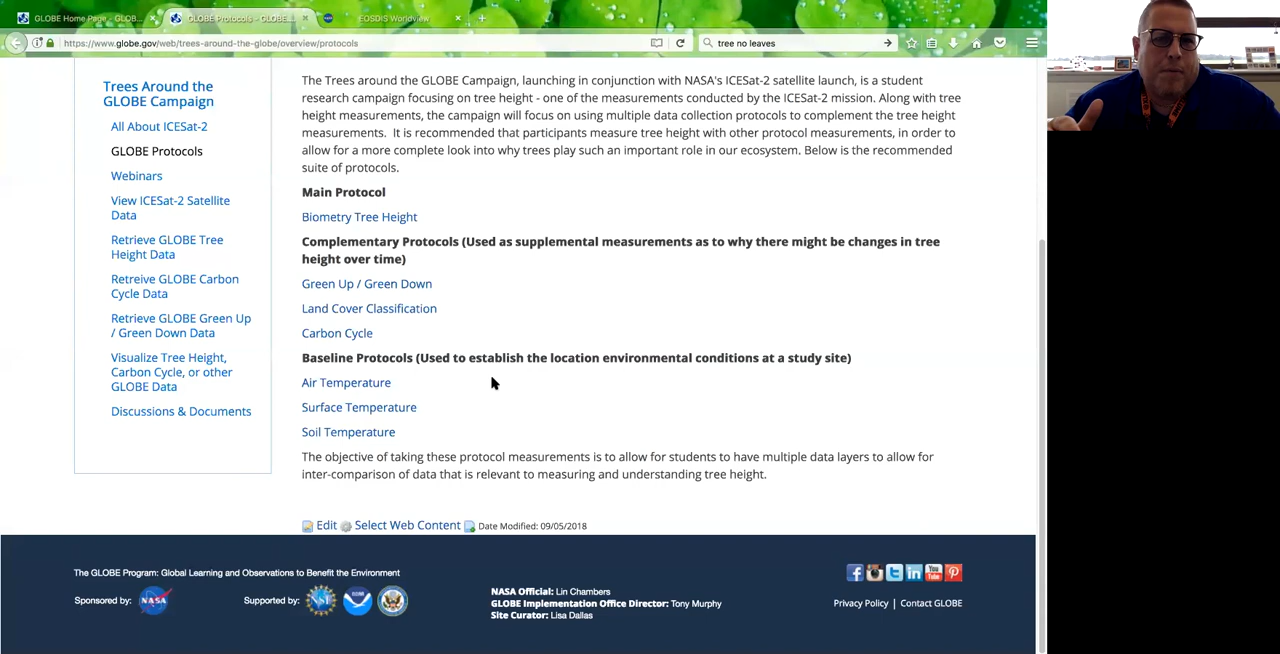 GLOBE Home Page - GLOB...
GLOBE Protocols - GLOBE...
EOSDIS Worldview
https://www.globe.gov/web/trees-around-the-globe/overview/protocols
tree no leaves
Trees Around the
GLOBE Campaign
All About ICESat-2
GLOBE Protocols
Webinars
View ICESat-2 Satellite
Data
Retrieve GLOBE Tree
Height Data
Retreive GLOBE Carbon
Cycle Data
Retrieve GLOBE Green Up
/ Green Down Data
Visualize Tree Height,
Carbon Cycle, or other
GLOBE Data
Discussions & Documents
The Trees around the GLOBE Campaign, launching in conjunction with NASA's ICESat-2 satellite launch, is a student
research campaign focusing on tree height - one of the measurements conducted by the ICESat-2 mission. Along with tree
height measurements, the campaign will focus on using multiple data collection protocols to complement the tree height
measurements. It is recommended that participants measure tree height with other protocol measurements, in order to
allow for a more complete look into why trees play such an important role in our ecosystem. Below is the recommended
suite of protocols.
Main Protocol
Biometry Tree Height
Complementary Protocols (Used as supplemental measurements as to why there might be changes in tree
height over time)
Green Up / Green Down
Land Cover Classification
Carbon Cycle
Baseline Protocols (Used to establish the location environmental conditions at a study site)
Air Temperature
Surface Temperature
Soil Temperature
The objective of taking these protocol measurements is to allow for students to have multiple data layers to allow for
inter-comparison of data that is relevant to measuring and understanding tree height.
Edit Select Web Content Date Modified: 09/05/2018
The GLOBE Program: Global Learning and Observations to Benefit the Environment
Sponsored by: NASA Supported by: NSF
NASA Official: Lin Chambers
GLOBE Implementation Office Director: Tony Murphy
Site Curator: Lisa Dallas
Privacy Policy | Contact GLOBE